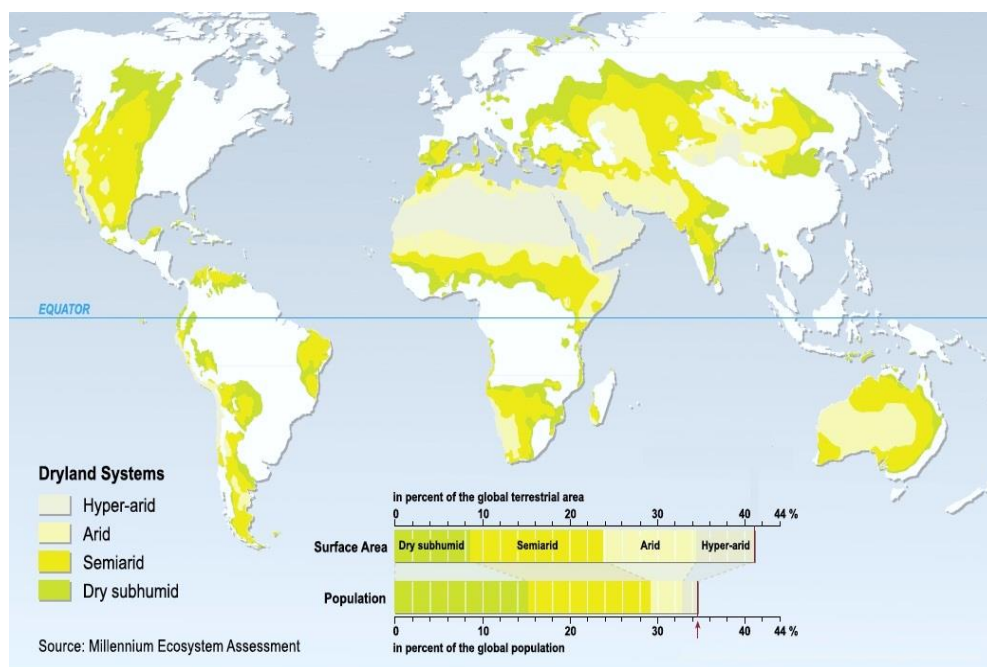 EQUATOR
Dryland Systems
Hyper-arid
Arid
Semiarid
Dry subhumid
Source: Millennium Ecosystem Assessment
in percent of the global terrestrial area
0 10 20 30 40 44 %
Surface Area
Dry subhumid Semiarid Arid Hyper-arid
Population
0 10 20 30 40 44 %
in percent of the global population